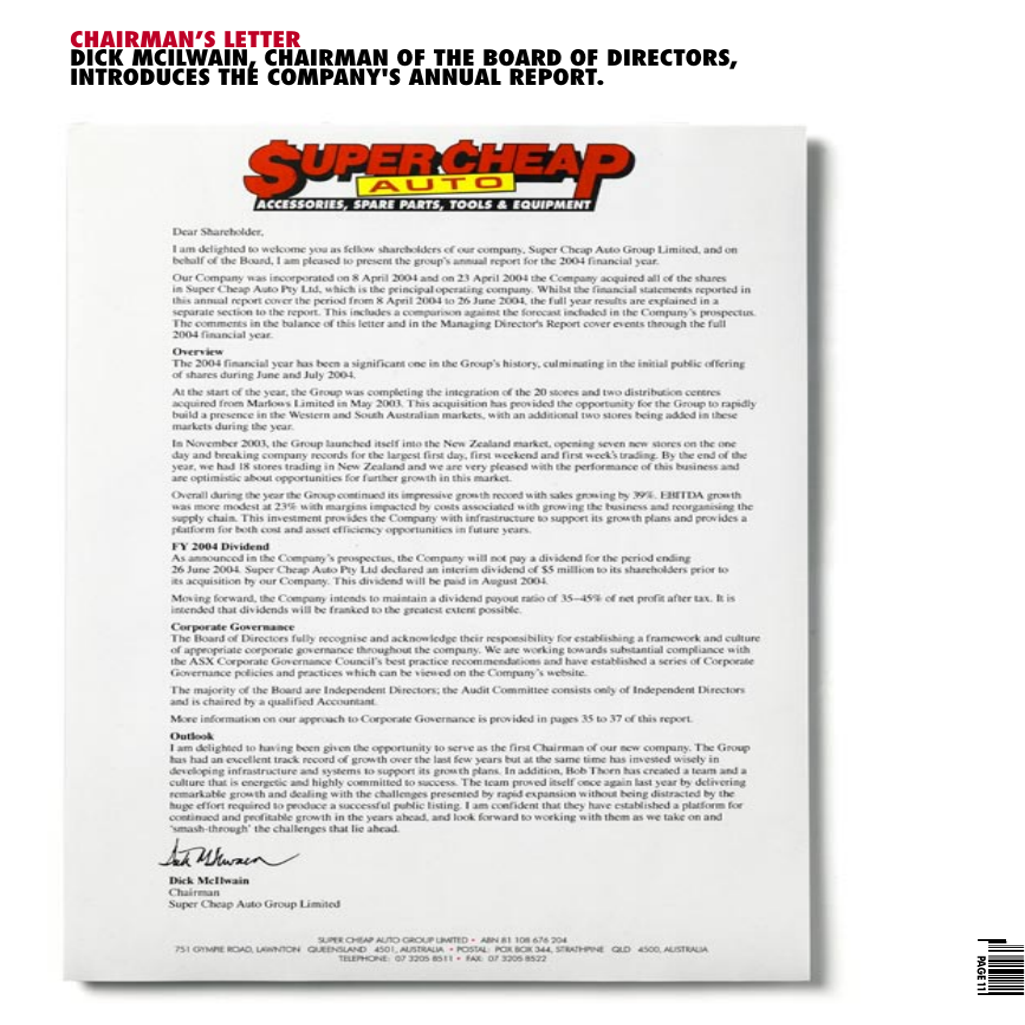 CHAIRMAN'S LETTER
DICK MCILWAIN, CHAIRMAN OF THE BOARD OF DIRECTORS,
INTRODUCES THE COMPANY'S ANNUAL REPORT.
$UPER CHEAP
AUTO
ACCESSORIES, SPARE PARTS, TOOLS & EQUIPMENT
Dear Shareholder,
I am delighted to welcome you as fellow shareholders of our company, Super Cheap Auto Group Limited, and on
behalf of the Board, I am pleased to present the group's annual report for the 2004 financial year.
Our Company was incorporated on 8 April 2004 and on 23 April 2004 the Company acquired all of the shares
in Super Cheap Auto Pty Ltd, which is the principal operating company. Whilst the financial statements reported in
this annual report cover the period from 8 April 2004 to 26 June 2004, the full year results are explained in a
separate section to the report. This includes a comparison against the forecast included in the Company's prospectus.
The comments in the balance of this letter and in the Managing Director's Report cover events through the full
2004 financial year.
Overview
The 2004 financial year has been a significant one in the Group's history, culminating in the initial public offering
of shares during June and July 2004.
At the start of the year, the Group was completing the integration of the 20 stores and two distribution centres
acquired from Marlows Limited in May 2003. This acquisition has provided the opportunity for the Group to rapidly
build a presence in the Western and South Australian markets, with an additional two stores being added in these
markets during the year.
In November 2003, the Group launched itself into the New Zealand market, opening seven new stores on the one
day and breaking company records for the largest first day, first weekend and first week's trading. By the end of the
year, we had 18 stores trading in New Zealand and we are very pleased with the performance of this business and
are optimistic about opportunities for further growth in this market.
Overall during the year the Group continued its impressive growth record with sales growing by 39%. EBITDA growth
was more modest at 23% with margins impacted by costs associated with growing the business and reorganising the
supply chain. This investment provides the Company with infrastructure to support its growth plans and provides a
platform for both cost and asset efficiency opportunities in future years.
FY 2004 Dividend
As announced in the Company's prospectus, the Company will not pay a dividend for the period ending
26 June 2004. Super Cheap Auto Pty Ltd declared an interim dividend of $5 million to its shareholders prior to
its acquisition by our Company. This dividend will be paid in August 2004.
Moving forward, the Company intends to maintain a dividend payout ratio of 35–45% of net profit after tax. It is
intended that dividends will be franked to the greatest extent possible.
Corporate Governance
The Board of Directors fully recognise and acknowledge their responsibility for establishing a framework and culture
of appropriate corporate governance throughout the company. We are working towards substantial compliance with
the ASX Corporate Governance Council's best practice recommendations and have established a series of Corporate
Governance policies and practices which can be viewed on the Company's website.
The majority of the Board are Independent Directors; the Audit Committee consists only of Independent Directors
and is chaired by a qualified Accountant.
More information on our approach to Corporate Governance is provided in pages 35 to 37 of this report.
Outlook
I am delighted to having been given the opportunity to serve as the first Chairman of our new company. The Group
has had an excellent track record of growth over the last few years but at the same time has invested wisely in
developing infrastructure and systems to support its growth plans. In addition, Bob Thorn has created a team and a
culture that is energetic and highly committed to success. The team proved itself once again last year by delivering
remarkable growth and dealing with the challenges presented by rapid expansion without being distracted by the
huge effort required to produce a successful public listing. I am confident that they have established a platform for
continued and profitable growth in the years ahead, and look forward to working with them as we take on and
'smash-through' the challenges that lie ahead.
Dick McIlwain
Dick McIlwain
Chairman
Super Cheap Auto Group Limited
SUPER CHEAP AUTO GROUP LIMITED • ABN 81 108 676 204
751 GYMPIE ROAD, LAWNTON QUEENSLAND 4501, AUSTRALIA • POSTAL: POX BOX 344, STRATHPINE QLD 4500, AUSTRALIA
TELEPHONE: 07 3205 8511 • FAX: 07 3205 8522
PAGE 11